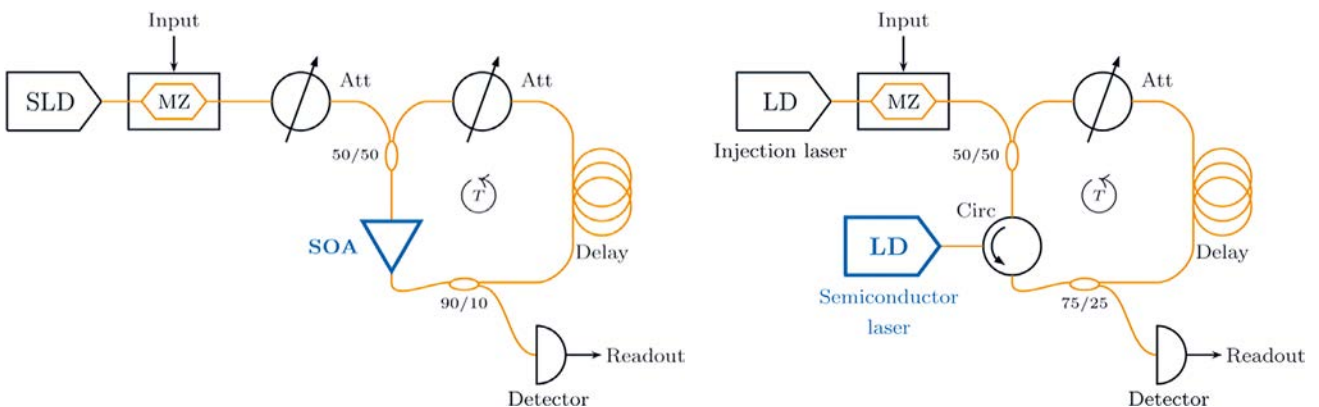 Input
SLD
MZ
Att
Att
50/50
T
SOA
Delay
90/10
Readout
Detector
Input
LD
MZ
Att
Injection laser
50/50
T
Circ
LD
Delay
Semiconductor
laser
75/25
Readout
Detector